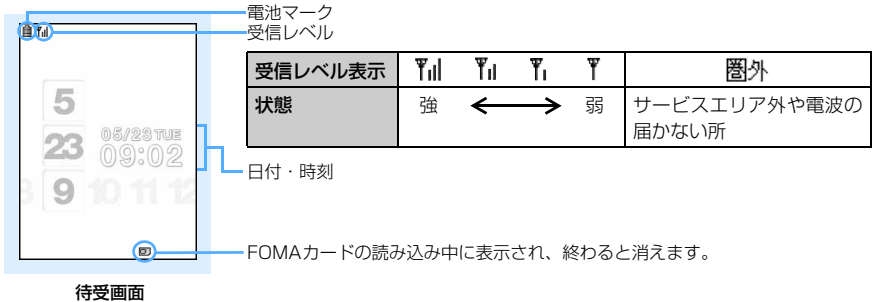 電池マーク
受信レベル
受信レベル表示 圏外
状態 強 弱 サービスエリア外や電波の
届かない所
5
23
05/23 TUE
09:02
8 9 10 11 12
日付・時刻
FOMAカードの読み込み中に表示され、終わると消えます。
待受画面